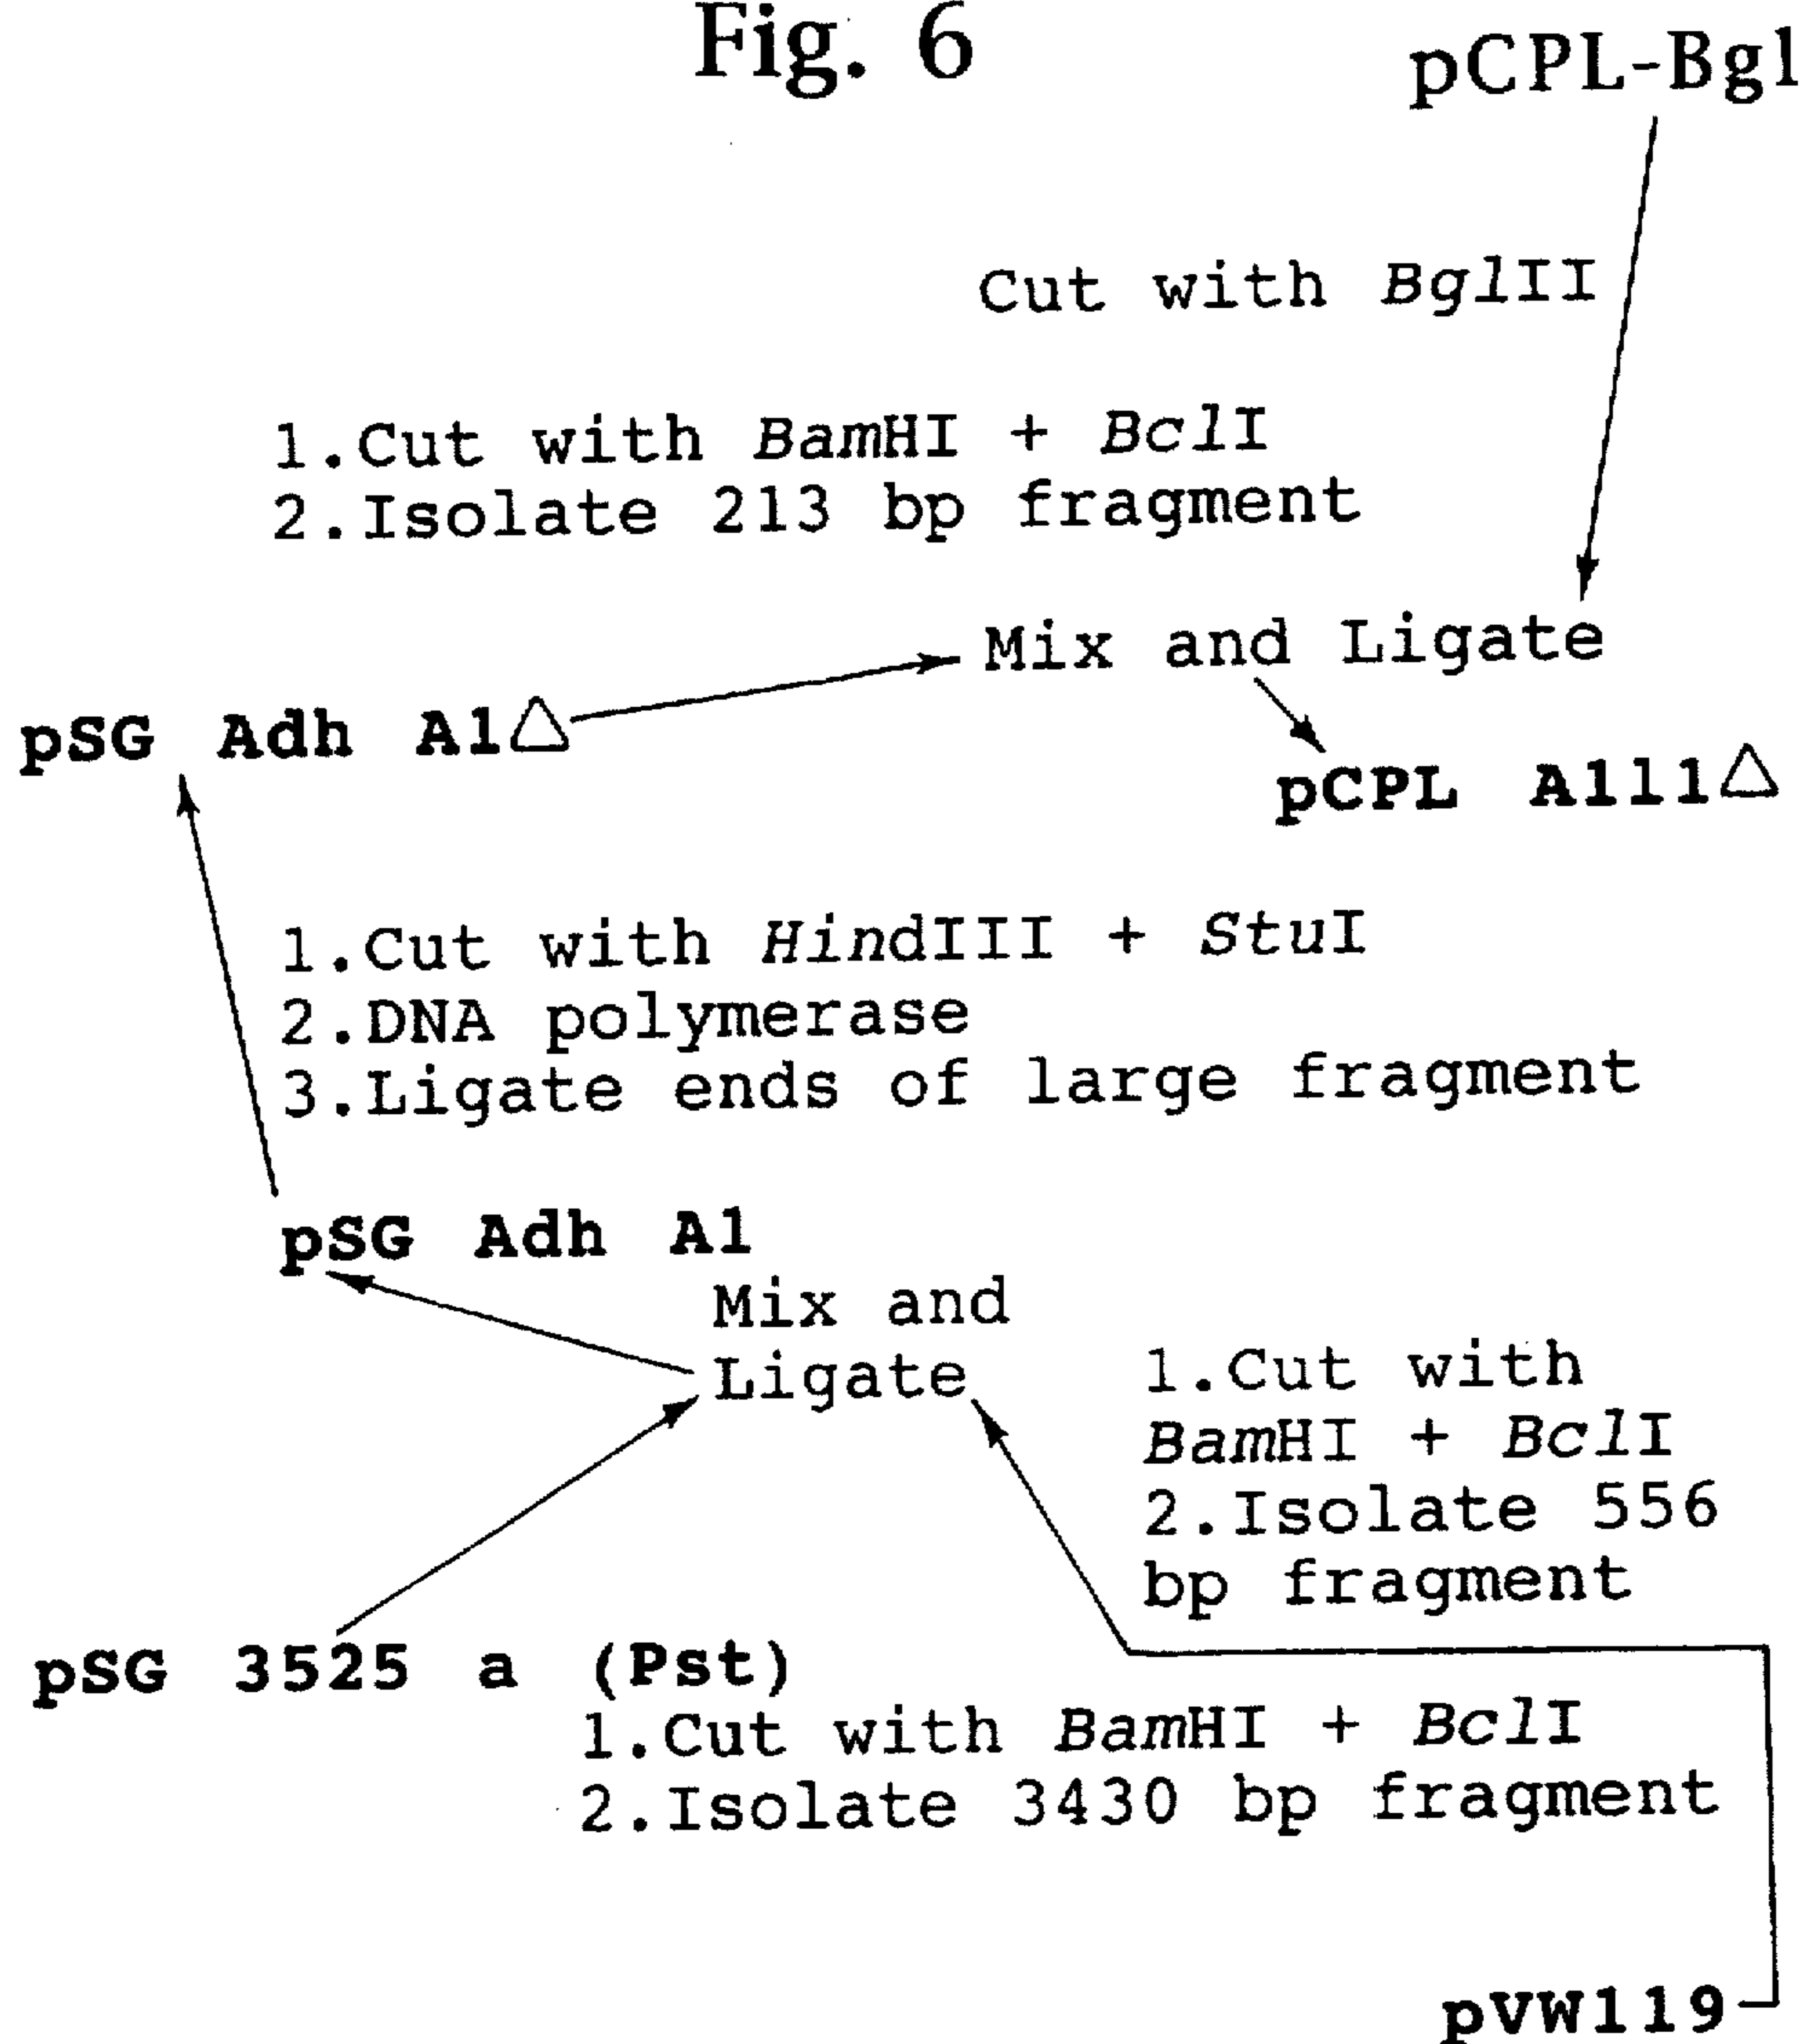 Fig. 6
pCPL-Bgl
Cut with BglII
1.Cut with BamHI + BclI
2.Isolate 213 bp fragment
Mix and Ligate
pSG Adh A1△
pCPL A111△
1.Cut with HindIII + StuI
2.DNA polymerase
3.Ligate ends of large fragment
pSG Adh A1
Mix and
Ligate
1.Cut with
BamHI + BclI
2.Isolate 556
bp fragment
pSG 3525 a (Pst)
1.Cut with BamHI + BclI
2.Isolate 3430 bp fragment
pVW119